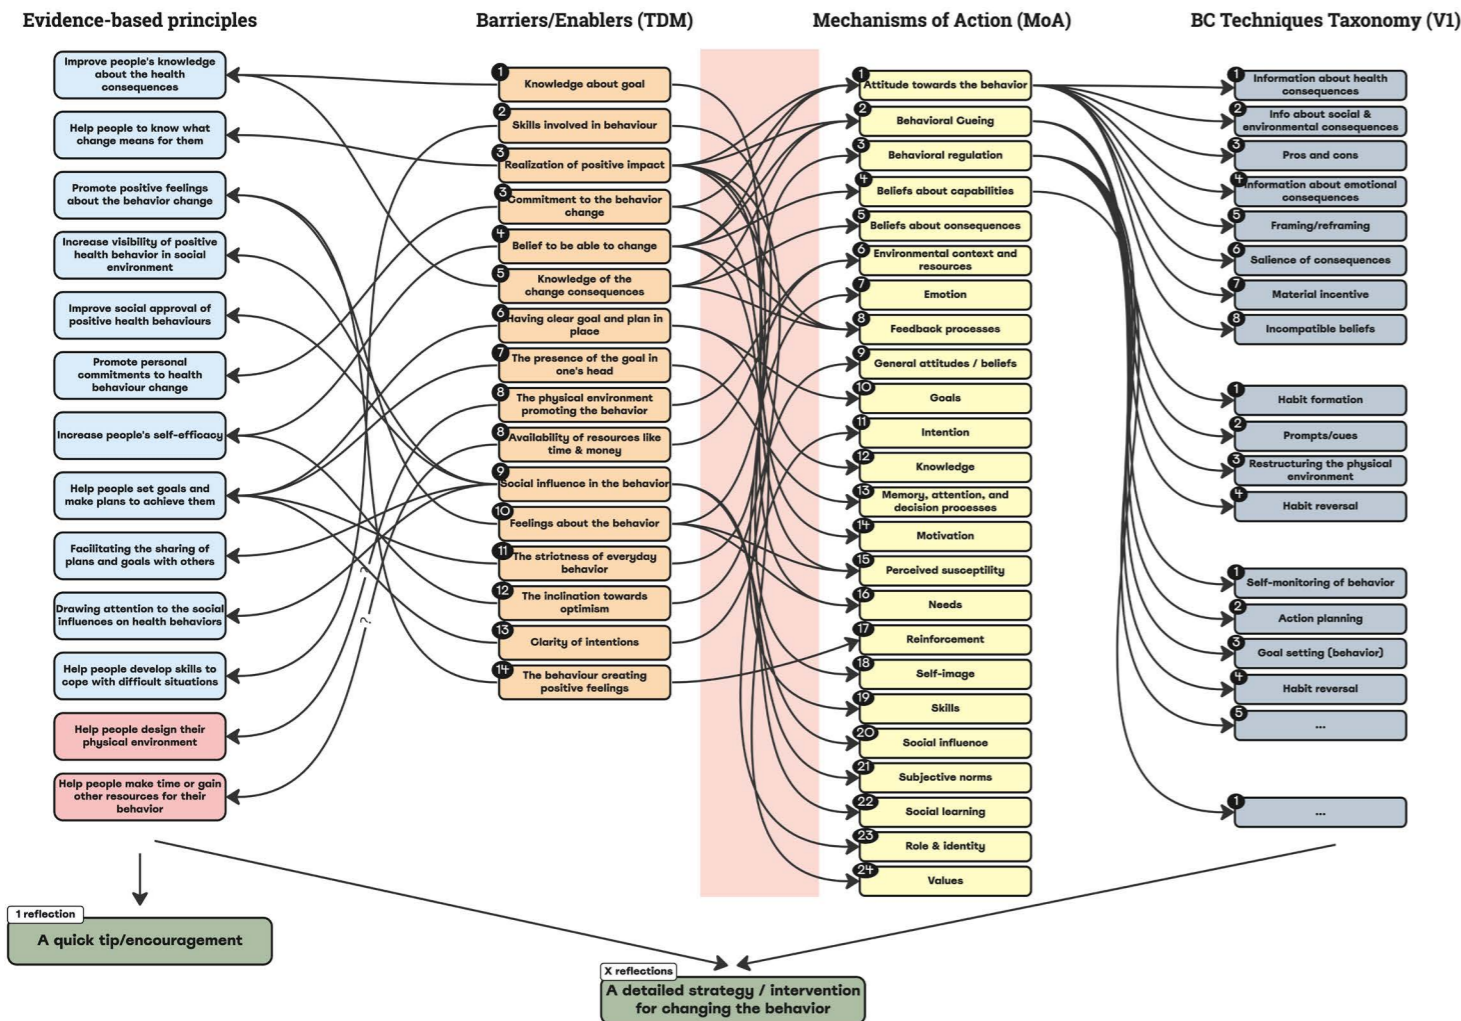 Evidence-based principles
Improve people's knowledge
about the health
consequences
Help people to know what
change means for them
Promote positive feelings
about the behavior change
Increase visibility of positive
health behavior in social
environment
Improve social approval of
positive health behaviours
Promote personal
commitments to health
behaviour change
Increase people's self-efficacy
Help people set goals and
make plans to achieve them
Facilitating the sharing of
plans and goals with others
Drawing attention to the social
influences on health behaviors
Help people develop skills to
cope with difficult situations
Help people design their
physical environment
Help people make time or gain
other resources for their
behavior
?
?
Barriers/Enablers (TDM)
1
Knowledge about goal
2
Skills involved in behaviour
3
Realization of positive impact
3
Commitment to the behavior
change
4
Belief to be able to change
5
Knowledge of the
change consequences
6
Having clear goal and plan in
place
7
The presence of the goal in
one's head
8
The physical environment
promoting the behavior
8
Availability of resources like
time & money
9
Social influence in the behavior
10
Feelings about the behavior
11
The strictness of everyday
behavior
12
The inclination towards
optimism
13
Clarity of intentions
14
The behaviour creating
positive feelings
Mechanisms of Action (MoA)
1
Attitude towards the behavior
2
Behavioral Cueing
3
Behavioral regulation
4
Beliefs about capabilities
5
Beliefs about consequences
6
Environmental context and
resources
7
Emotion
8
Feedback processes
9
General attitudes / beliefs
10
Goals
11
Intention
12
Knowledge
13
Memory, attention, and
decision processes
14
Motivation
15
Perceived susceptility
16
Needs
17
Reinforcement
18
Self-image
19
Skills
20
Social influence
21
Subjective norms
22
Social learning
23
Role & identity
24
Values
BC Techniques Taxonomy (V1)
1
Information about health
consequences
2
Info about social &
environmental consequences
3
Pros and cons
4
Information about emotional
consequences
5
Framing/reframing
6
Salience of consequences
7
Material incentive
8
Incompatible beliefs
1
Habit formation
2
Prompts/cues
3
Restructuring the physical
environment
4
Habit reversal
1
Self-monitoring of behavior
2
Action planning
3
Goal setting (behavior)
4
Habit reversal
5
...
1
...
1 reflection
A quick tip/encouragement
X reflections
A detailed strategy / intervention
for changing the behavior